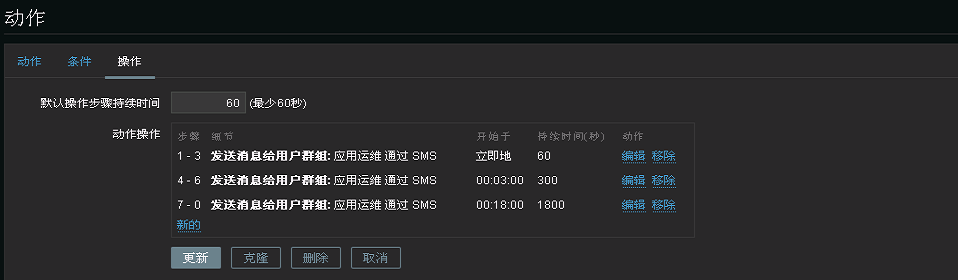 动作
动作 条件 操作
默认操作步骤持续时间 60 (最少60秒)
动作操作 步骤 细节 开始于 持续时间(秒) 动作
1 - 3 发送消息给用户群组: 应用运维 通过 SMS 立即地 60 编辑 移除
4 - 6 发送消息给用户群组: 应用运维 通过 SMS 00:03:00 300 编辑 移除
7 - 0 发送消息给用户群组: 应用运维 通过 SMS 00:18:00 1800 编辑 移除
新的
更新 克隆 删除 取消